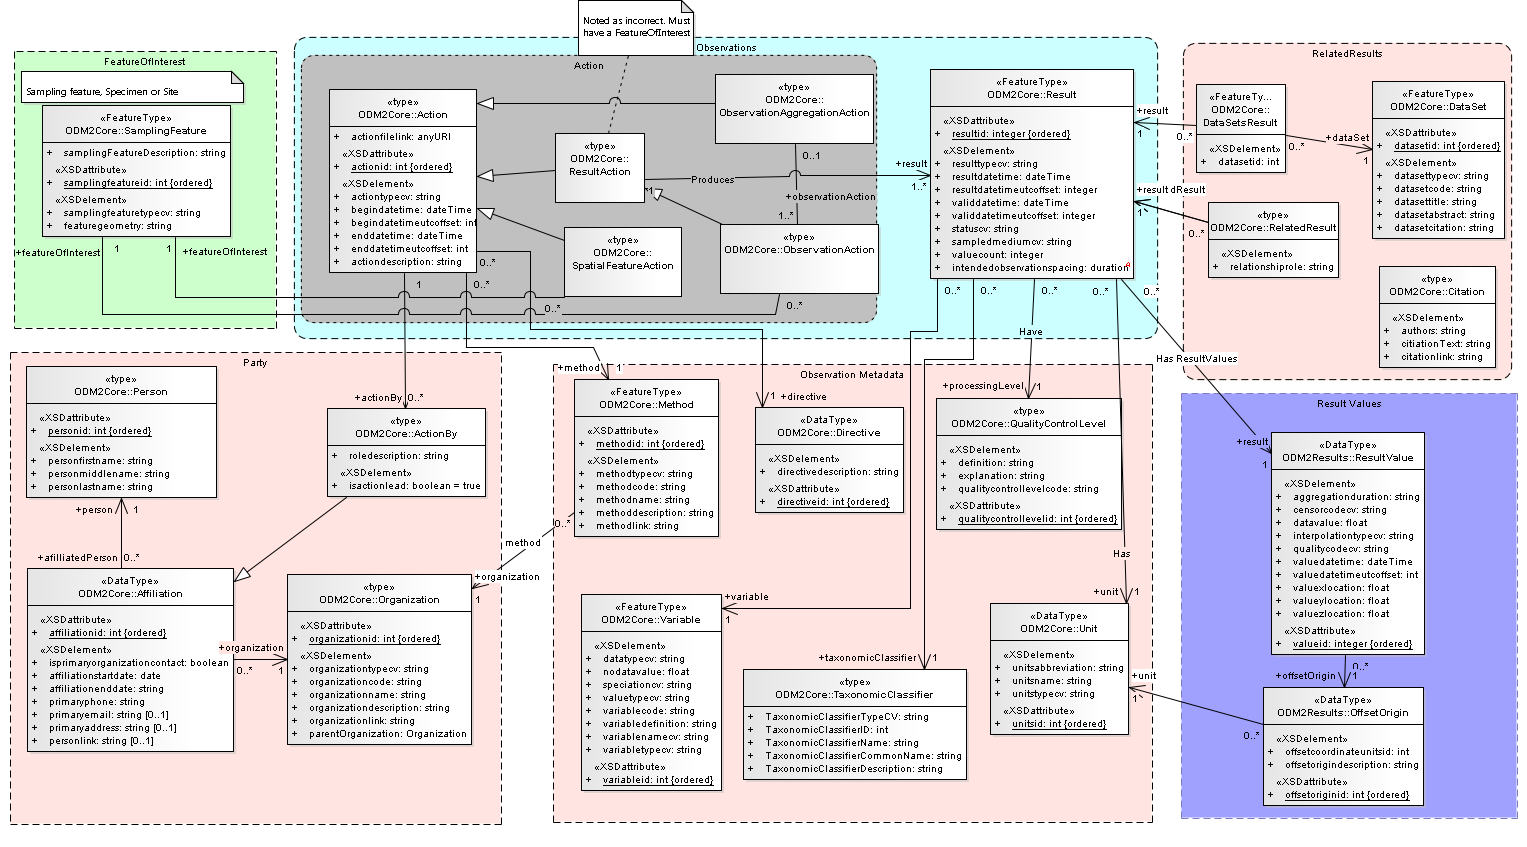 Noted as incorrect. Must
have a FeatureOfInterest
FeatureOfInterest
Sampling feature, Specimen or Site
«FeatureType»
ODM2Core::SamplingFeature
+ samplingFeatureDescription: string
«XSDattribute»
+ samplingfeatureid: int {ordered}
«XSDelement»
+ samplingfeaturetypecv: string
+ featuregeometry: string
+featureOfInterest
1
1
+featureOfInterest
Observations
Action
«type»
ODM2Core::Action
+ actionfilelink: anyURI
«XSDattribute»
+ actionid: int {ordered}
«XSDelement»
+ actiontypecv: string
+ begindatetime: dateTime
+ begindatetimeutcoffset: int
+ enddatetime: dateTime
+ enddatetimeutcoffset: int
+ actiondescription: string
1
0..*
0..*
«type»
ODM2Core::
ObservationAggregationAction
0..1
+observationAction
1..*
«type»
ODM2Core::
ResultAction
*1
Produces
+result
1..*
«type»
ODM2Core::
SpatialFeatureAction
0..*
«type»
ODM2Core::ObservationAction
0..*
«FeatureType»
ODM2Core::Result
«XSDattribute»
+ resultid: integer {ordered}
«XSDelement»
+ resulttypecv: string
+ resultdatetime: dateTime
+ resultdatetimeutcoffset: integer
+ validdatetime: dateTime
+ validdatetimeutcoffset: integer
+ statuscv: string
+ sampledmediumcv: string
+ valuecount: integer
+ intendedobservationspacing: duration
0..*
0..*
0..*
0..*
0..*
RelatedResults
«FeatureTy...
ODM2Core::
DataSetsResult
«XSDelement»
+ datasetid: int
+result
1
0..*
0..*
+dataSet
1
«FeatureType»
ODM2Core::DataSet
«XSDattribute»
+ datasetid: int {ordered}
«XSDelement»
+ datasettypecv: string
+ datasetcode: string
+ datasettitle: string
+ datasetabstract: string
+ datasetcitation: string
+result dResult
1
0..*
«type»
ODM2Core::RelatedResult
«XSDelement»
+ relationshiprole: string
«type»
ODM2Core::Citation
«XSDelement»
+ authors: string
+ citiationText: string
+ citationlink: string
Party
«type»
ODM2Core::Person
«XSDattribute»
+ personid: int {ordered}
«XSDelement»
+ personfirstname: string
+ personmiddlename: string
+ personlastname: string
+person
1
+afilliatedPerson
0..*
+actionBy
0..*
«type»
ODM2Core::ActionBy
+ roledescription: string
«XSDelement»
+ isactionlead: boolean = true
«DataType»
ODM2Core::Affiliation
«XSDattribute»
+ affiliationid: int {ordered}
«XSDelement»
+ isprimaryorganizationcontact: boolean
+ affiliationstartdate: date
+ affiliationenddate: string
+ primaryphone: string
+ primaryemail: string [0..1]
+ primaryaddress: string [0..1]
+ personlink: string [0..1]
+organization
0..*
1
«type»
ODM2Core::Organization
«XSDattribute»
+ organizationid: int {ordered}
«XSDelement»
+ organizationtypecv: string
+ organizationcode: string
+ organizationname: string
+ organizationdescription: string
+ organizationlink: string
+ parentOrganization: Organization
Observation Metadata
+method
1
«FeatureType»
ODM2Core::Method
«XSDattribute»
+ methodid: int {ordered}
«XSDelement»
+ methodtypecv: string
+ methodcode: string
+ methodname: string
+ methoddescription: string
+ methodlink: string
0..*
method
+organization
1
1
+directive
«DataType»
ODM2Core::Directive
«XSDelement»
+ directivedescription: string
«XSDattribute»
+ directiveid: int {ordered}
Have
+processingLevel
1
«type»
ODM2Core::QualityControlLevel
«XSDelement»
+ definition: string
+ explanation: string
+ qualitycontrollevelcode: string
«XSDattribute»
+ qualitycontrollevelid: int {ordered}
«FeatureType»
ODM2Core::Variable
«XSDelement»
+ datatypecv: string
+ nodatavalue: float
+ speciationcv: string
+ valuetypecv: string
+ variablecode: string
+ variabledefinition: string
+ variablenamecv: string
+ variabletypecv: string
«XSDattribute»
+ variableid: int {ordered}
+variable
1
+taxonomicClassifier
1
«type»
ODM2Core::TaxonomicClassifier
+ TaxonomicClassifierTypeCV: string
+ TaxonomicClassifierID: int
+ TaxonomicClassifierName: string
+ TaxonomicClassifierCommonName: string
+ TaxonomicClassifierDescription: string
Has
+unit
1
«DataType»
ODM2Core::Unit
«XSDelement»
+ unitsabbreviation: string
+ unitsname: string
+ unitstypecv: string
«XSDattribute»
+ unitsid: int {ordered}
+unit
1
Has ResultValues
Result Values
+result
1
«DataType»
ODM2Results::ResultValue
«XSDelement»
+ aggregationduration: string
+ censorcodecv: string
+ datavalue: float
+ interpolationtypecv: string
+ qualitycodecv: string
+ valuedatetime: dateTime
+ valuedatetimeutcoffset: int
+ valuexlocation: float
+ valueylocation: float
+ valuezlocation: float
«XSDattribute»
+ valueid: integer {ordered}
0..*
+offsetOrigin
1
«DataType»
ODM2Results::OffsetOrigin
«XSDelement»
+ offsetcoordinateunitsid: int
+ offsetorigindescription: string
«XSDattribute»
+ offsetoriginid: int {ordered}
0..*